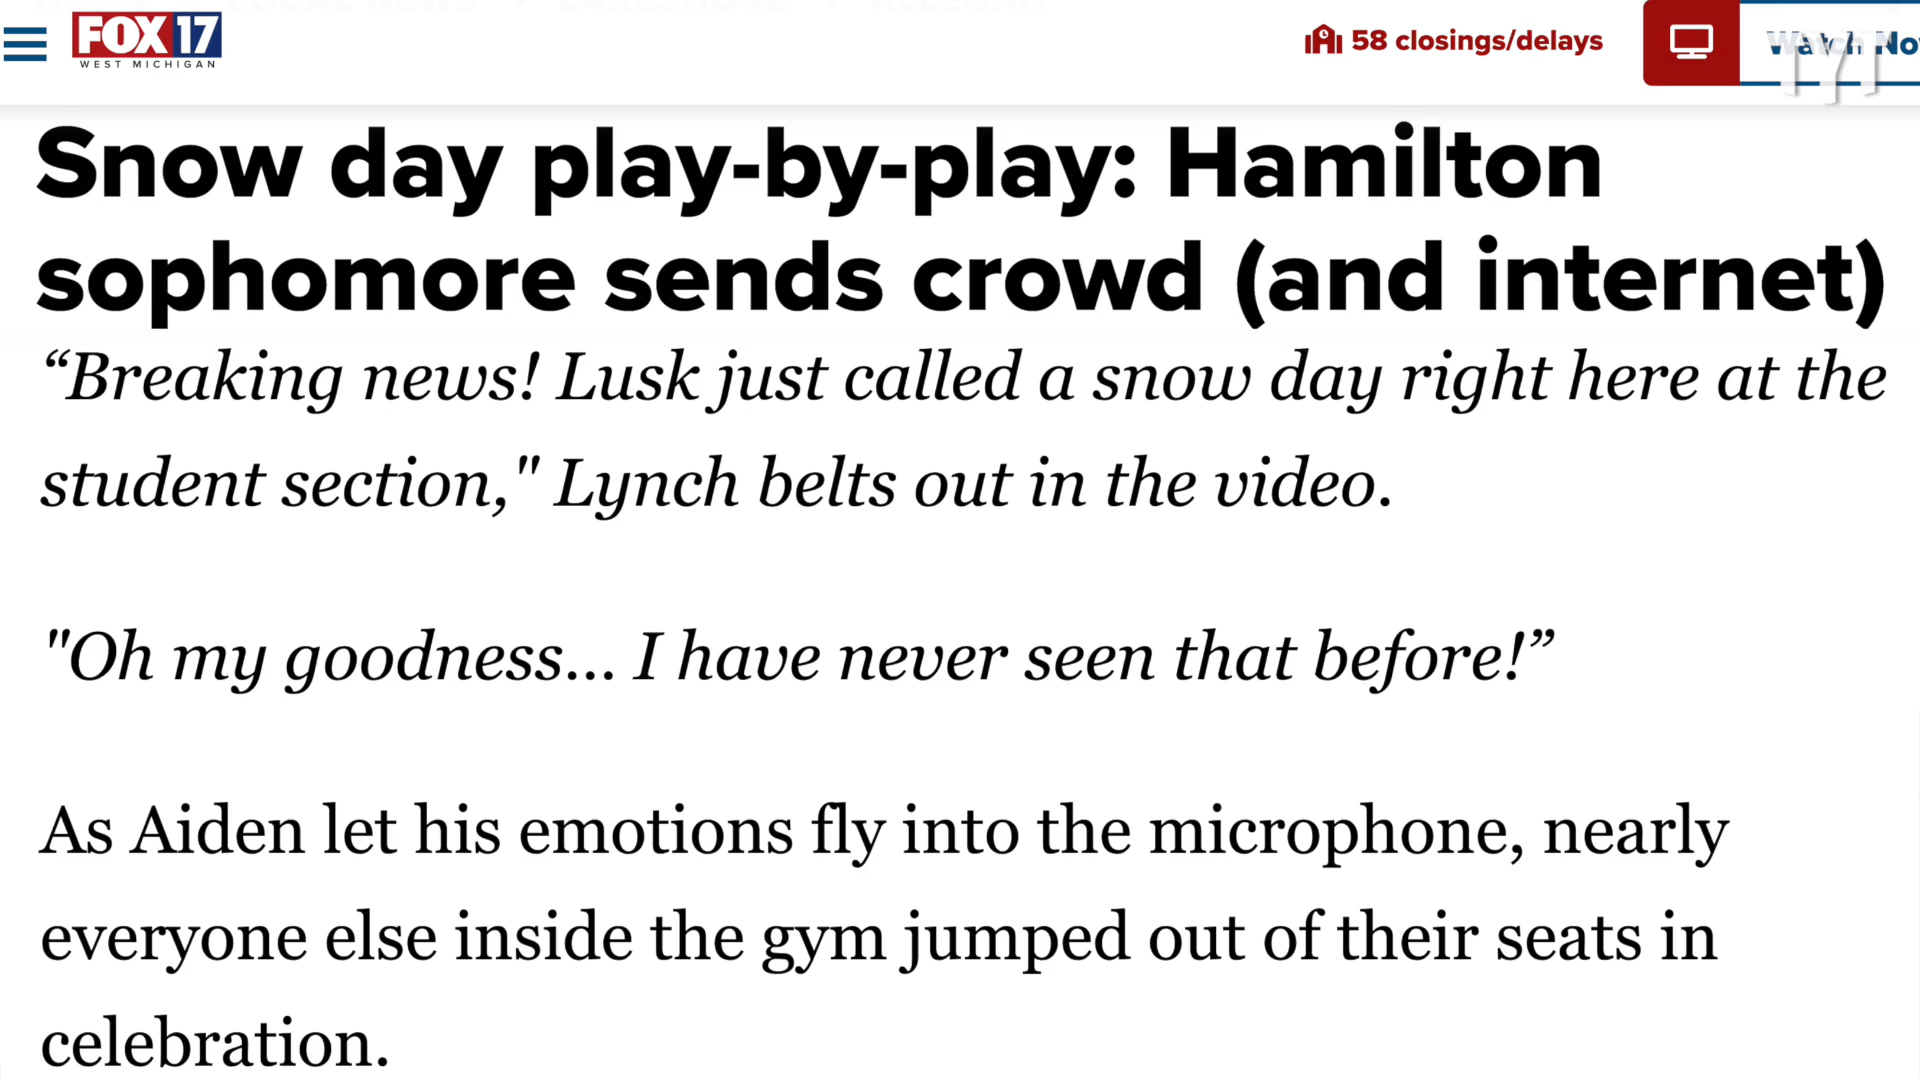 FOX 17
WEST MICHIGAN
58 closings/delays
Watch No
TYT
Snow day play-by-play: Hamilton
sophomore sends crowd (and internet)
“Breaking news! Lusk just called a snow day right here at the
student section," Lynch belts out in the video.
"Oh my goodness... I have never seen that before!”
As Aiden let his emotions fly into the microphone, nearly
everyone else inside the gym jumped out of their seats in
celebration.